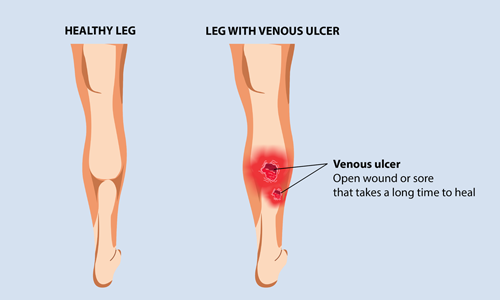 HEALTHY LEG
LEG WITH VENOUS ULCER
Venous ulcer
Open wound or sore
that takes a long time to heal